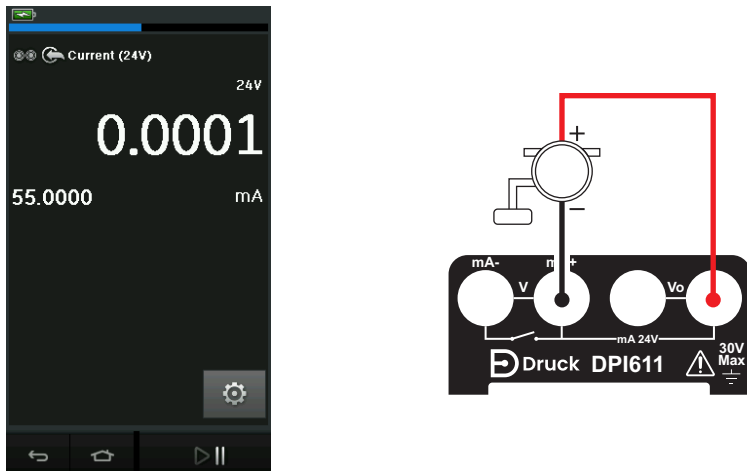 Current (24V)
24V
0.0001
55.0000 mA
+
−
mA- m +
V Vo
mA 24V
Druck DPI611
30V
Max